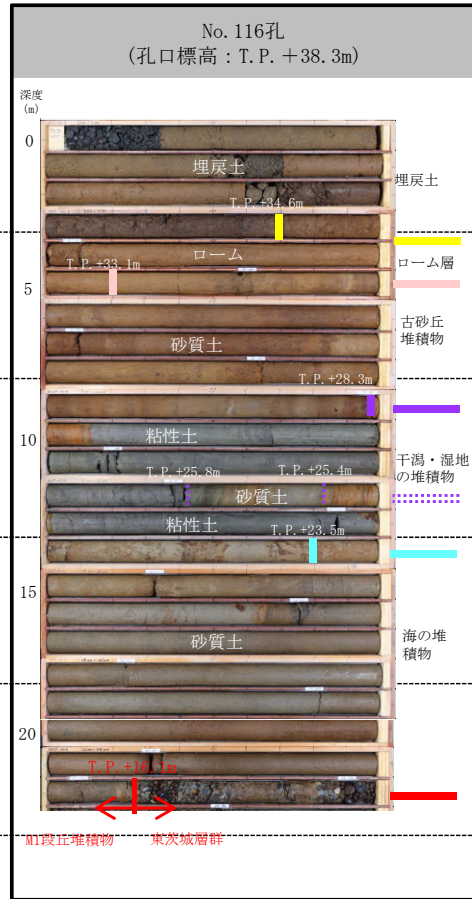 No.116孔
(孔口標高：T.P.＋38.3m)
深度
(m)
0
埋戻土
埋戻土
T.P.+34.6m
ローム
T.P.+33.1m
ローム層
5
古砂丘
堆積物
砂質土
T.P.+28.3m
10
粘性土
干潟・湿地
の堆積物
T.P.+25.8m
T.P.+25.4m
砂質土
粘性土
T.P.+23.5m
15
海の堆
積物
砂質土
20
T.P.+16.1m
M1段丘堆積物
東茨城層群